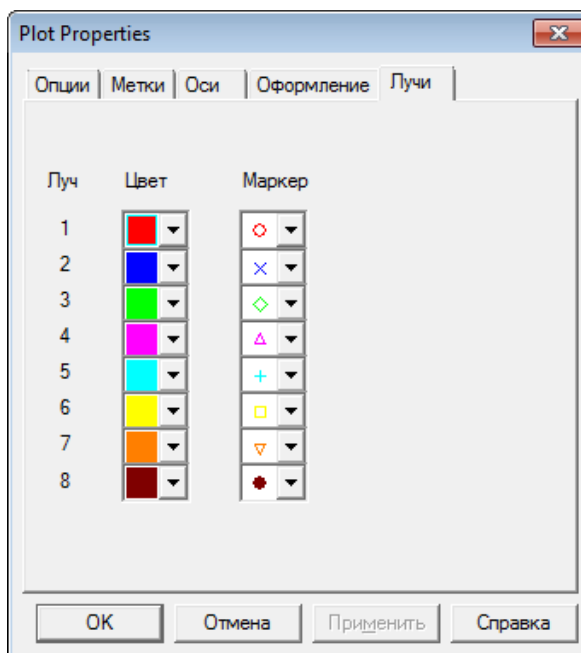 Plot Properties
Опции Метки Оси Оформление Лучи
Луч Цвет Маркер
1
2
3
4
5
6
7
8
OK Отмена Применить Справка